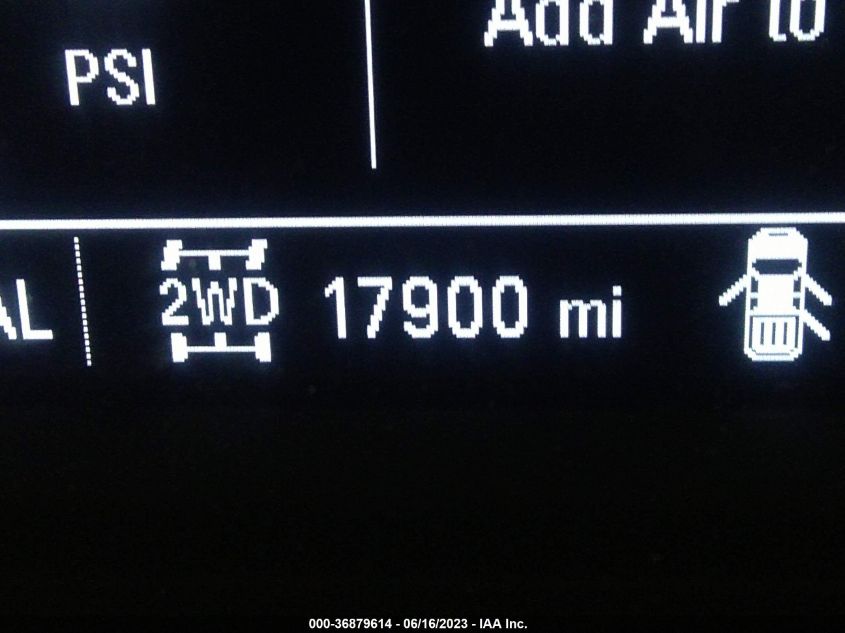 Add Air to
PSI
AL
2WD
17900 mi
000-36879614 - 06/16/2023 - IAA Inc.